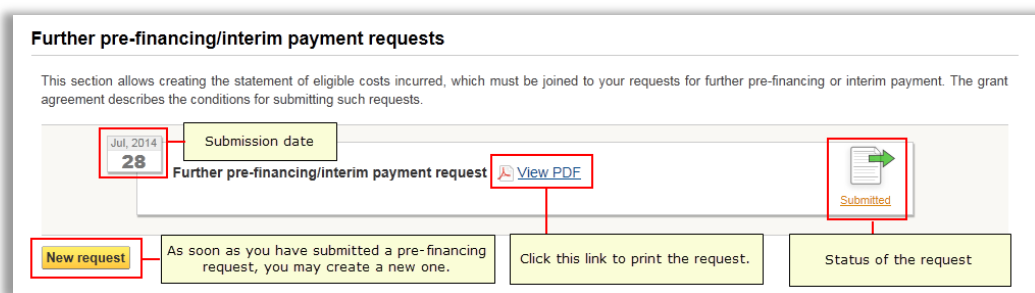 Further pre-financing/interim payment requests
This section allows creating the statement of eligible costs incurred, which must be joined to your requests for further pre-financing or interim payment. The grant
agreement describes the conditions for submitting such requests.
Jul, 2014
28
Submission date
Further pre-financing/interim payment request View PDF
Submitted
New request
As soon as you have submitted a pre-financing
request, you may create a new one.
Click this link to print the request.
Status of the request